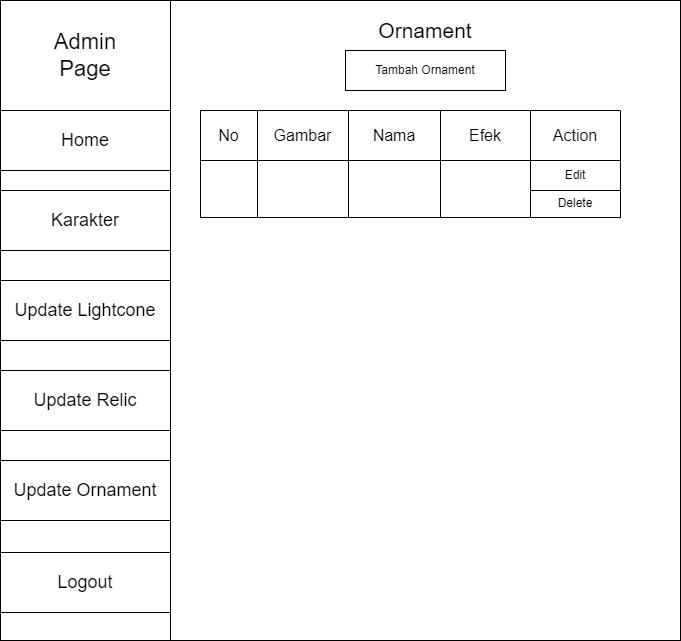 Admin
Page
Home
Karakter
Update Lightcone
Update Relic
Update Ornament
Logout
Ornament
Tambah Ornament
No Gambar Nama Efek Action
Edit
Delete